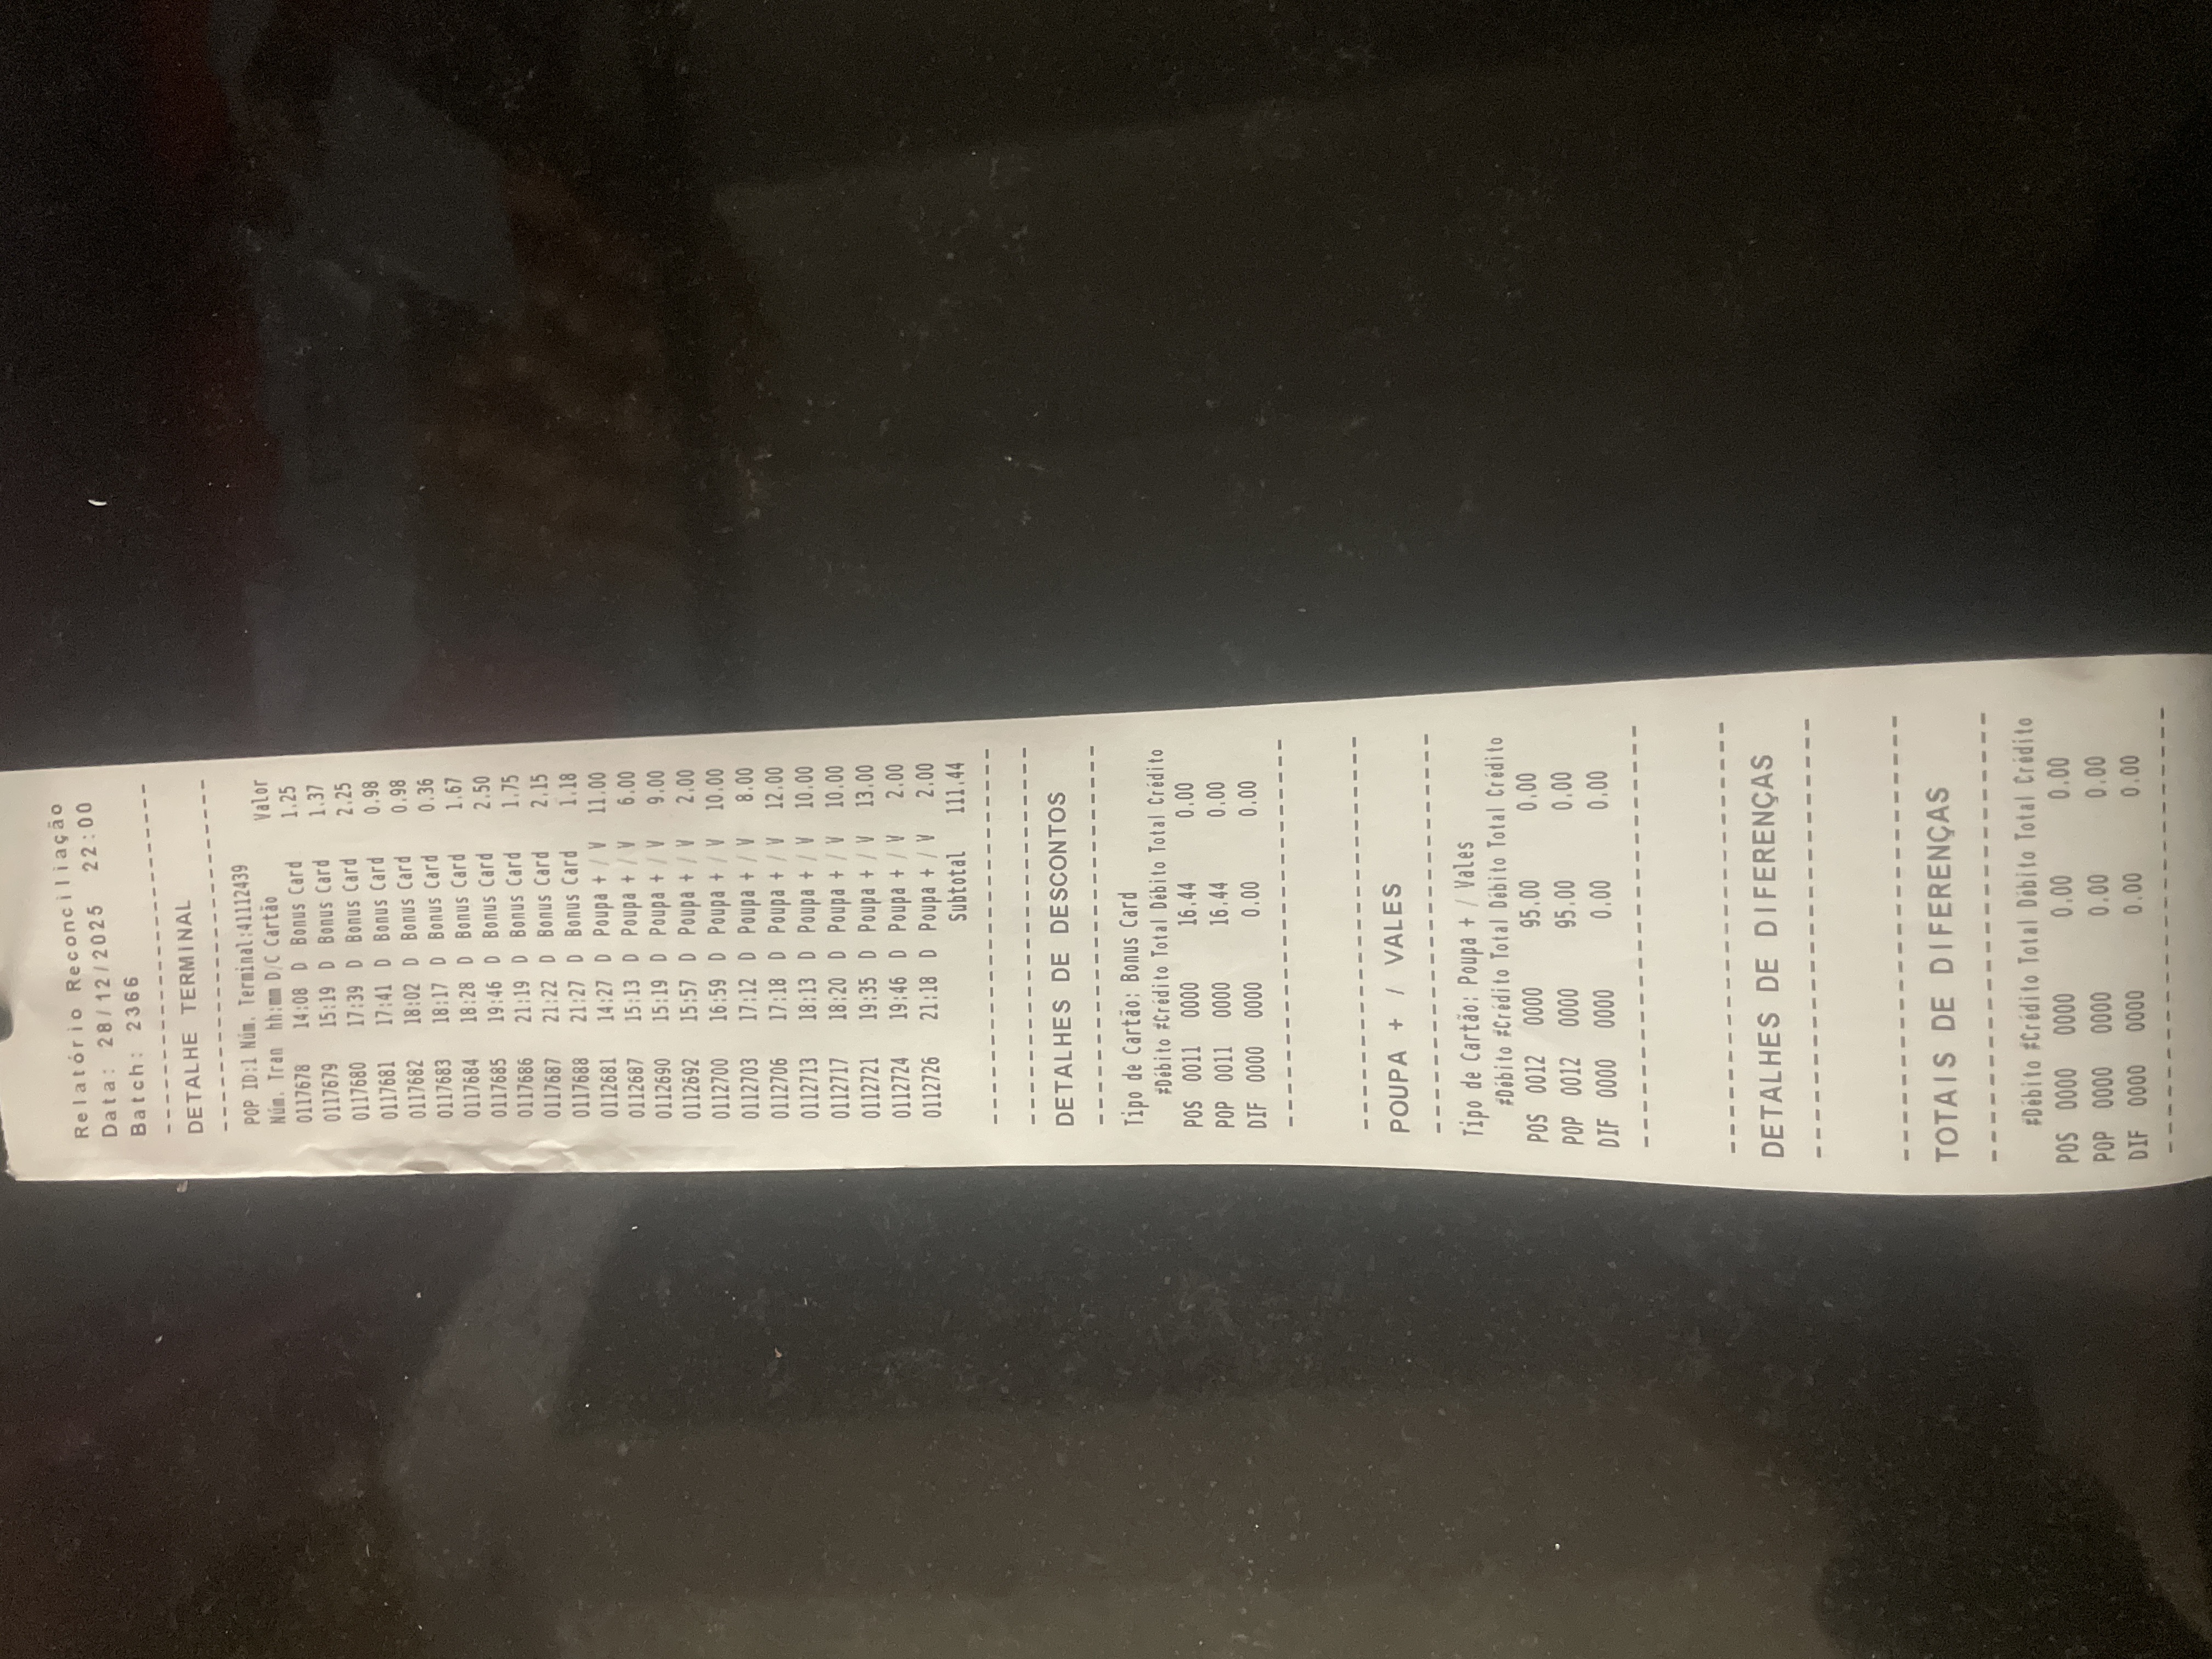 Relatório Reconciliação
Data: 28/12/2025 22:00
Batch: 2366
------------------------
DETALHE TERMINAL
------------------------
POP ID:1 Núm. Terminal:41112439
Núm. Tran hh:mm D/C Cartão Valor
0117678 14:08 D Bonus Card 1.25
0117679 15:19 D Bonus Card 1.37
0117680 17:39 D Bonus Card 2.25
0117681 17:41 D Bonus Card 0.98
0117682 18:02 D Bonus Card 0.98
0117683 18:17 D Bonus Card 0.36
0117684 18:28 D Bonus Card 1.67
0117685 19:46 D Bonus Card 2.50
0117686 21:19 D Bonus Card 1.75
0117687 21:22 D Bonus Card 2.15
0117688 21:27 D Bonus Card 1.18
0112681 14:27 D Poupa + / V 11.00
0112687 15:13 D Poupa + / V 6.00
0112690 15:19 D Poupa + / V 9.00
0112692 15:57 D Poupa + / V 2.00
0112700 16:59 D Poupa + / V 10.00
0112703 17:12 D Poupa + / V 8.00
0112706 17:18 D Poupa + / V 12.00
0112713 18:13 D Poupa + / V 10.00
0112717 18:20 D Poupa + / V 10.00
0112721 19:35 D Poupa + / V 13.00
0112724 19:46 D Poupa + / V 2.00
0112726 21:18 D Poupa + / V 2.00
Subtotal 111.44
------------------------
------------------------
DETALHES DE DESCONTOS
------------------------
Tipo de Cartão: Bonus Card
#Débito #Crédito Total Débito Total Crédito
POS 0011 0000 16.44 0.00
POP 0011 0000 16.44 0.00
DIF 0000 0000 0.00 0.00
------------------------
------------------------
POUPA + / VALES
------------------------
Tipo de Cartão: Poupa + / Vales
#Débito #Crédito Total Débito Total Crédito
POS 0012 0000 95.00 0.00
POP 0012 0000 95.00 0.00
DIF 0000 0000 0.00 0.00
------------------------
------------------------
DETALHES DE DIFERENÇAS
------------------------
------------------------
TOTAIS DE DIFERENÇAS
------------------------
#Débito #Crédito Total Débito Total Crédito
POS 0000 0000 0.00 0.00
POP 0000 0000 0.00 0.00
DIF 0000 0000 0.00 0.00
------------------------